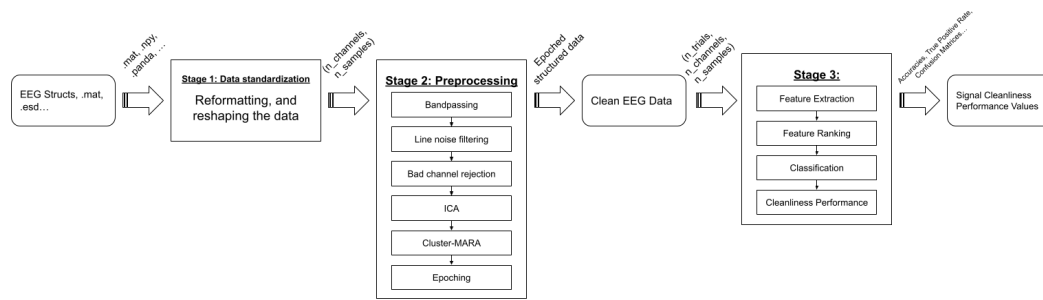 EEG Structs, .mat,
.esd...
.mat, .npy,
.panda, ...
Stage 1: Data standardization
Reformatting, and
reshaping the data
(n_channels,
n_samples)
Stage 2: Preprocessing
Bandpassing
Line noise filtering
Bad channel rejection
ICA
Cluster-MARA
Epoching
Epoched
structured data
Clean EEG Data
(n_trials,
n_channels,
n_samples)
Stage 3:
Feature Extraction
Feature Ranking
Classification
Cleanliness Performance
Accuracies, True Positive Rate,
Confusion Matrices...
Signal Cleanliness
Performance Values